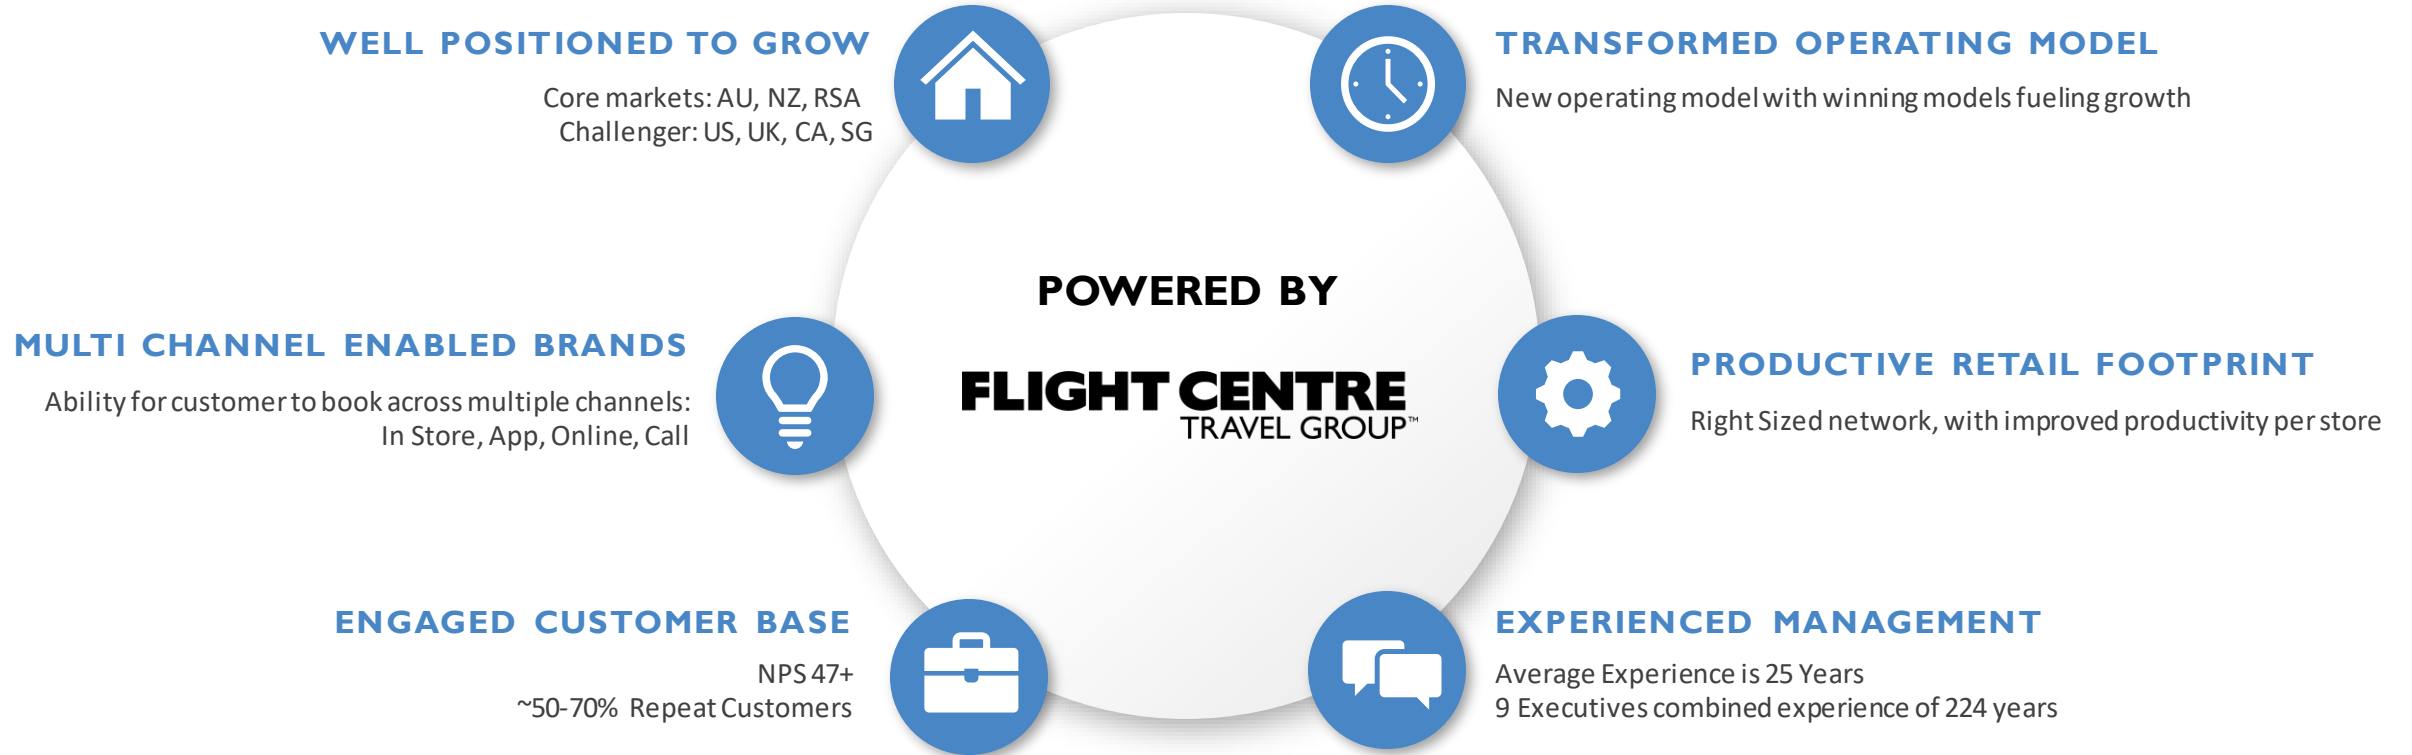 WELL POSITIONED TO GROW
Core markets: AU, NZ, RSA
Challenger: US, UK, CA, SG
TRANSFORMED OPERATING MODEL
New operating model with winning models fueling growth
POWERED BY
FLIGHT CENTRE
TRAVEL GROUP™
MULTI CHANNEL ENABLED BRANDS
Ability for customer to book across multiple channels:
In Store, App, Online, Call
PRODUCTIVE RETAIL FOOTPRINT
Right Sized network, with improved productivity per store
ENGAGED CUSTOMER BASE
NPS 47+
~50-70% Repeat Customers
EXPERIENCED MANAGEMENT
Average Experience is 25 Years
9 Executives combined experience of 224 years